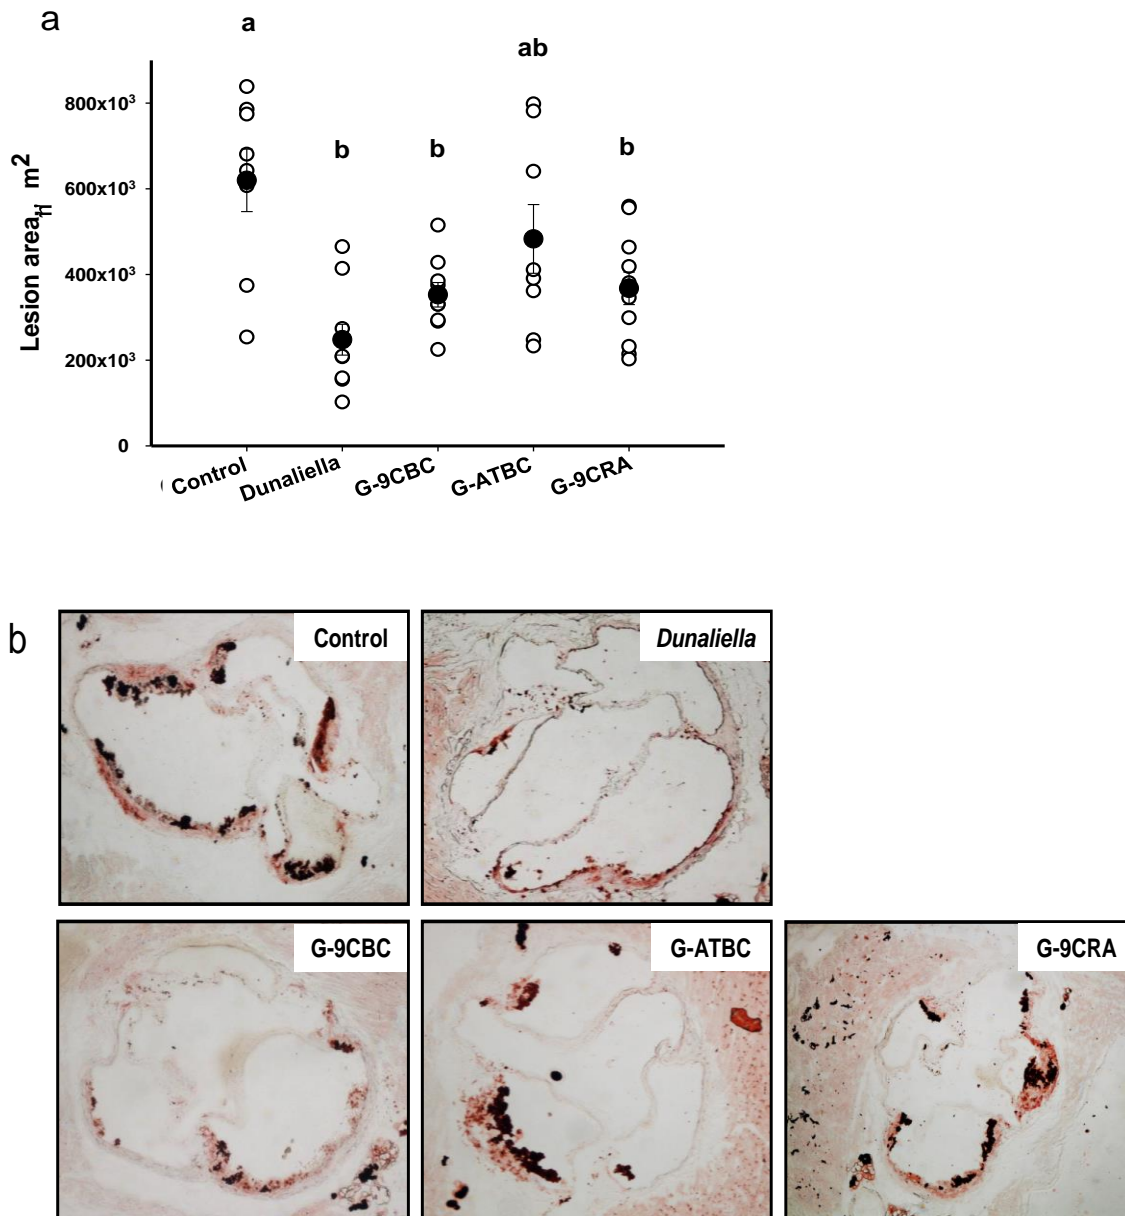 a
a
ab
b
b
b
800x10³
600x10³
400x10³
200x10³
0
Lesion area, m²
Control
Dunaliella
G-9CBC
G-ATBC
G-9CRA
b
Control
Dunaliella
G-9CBC
G-ATBC
G-9CRA